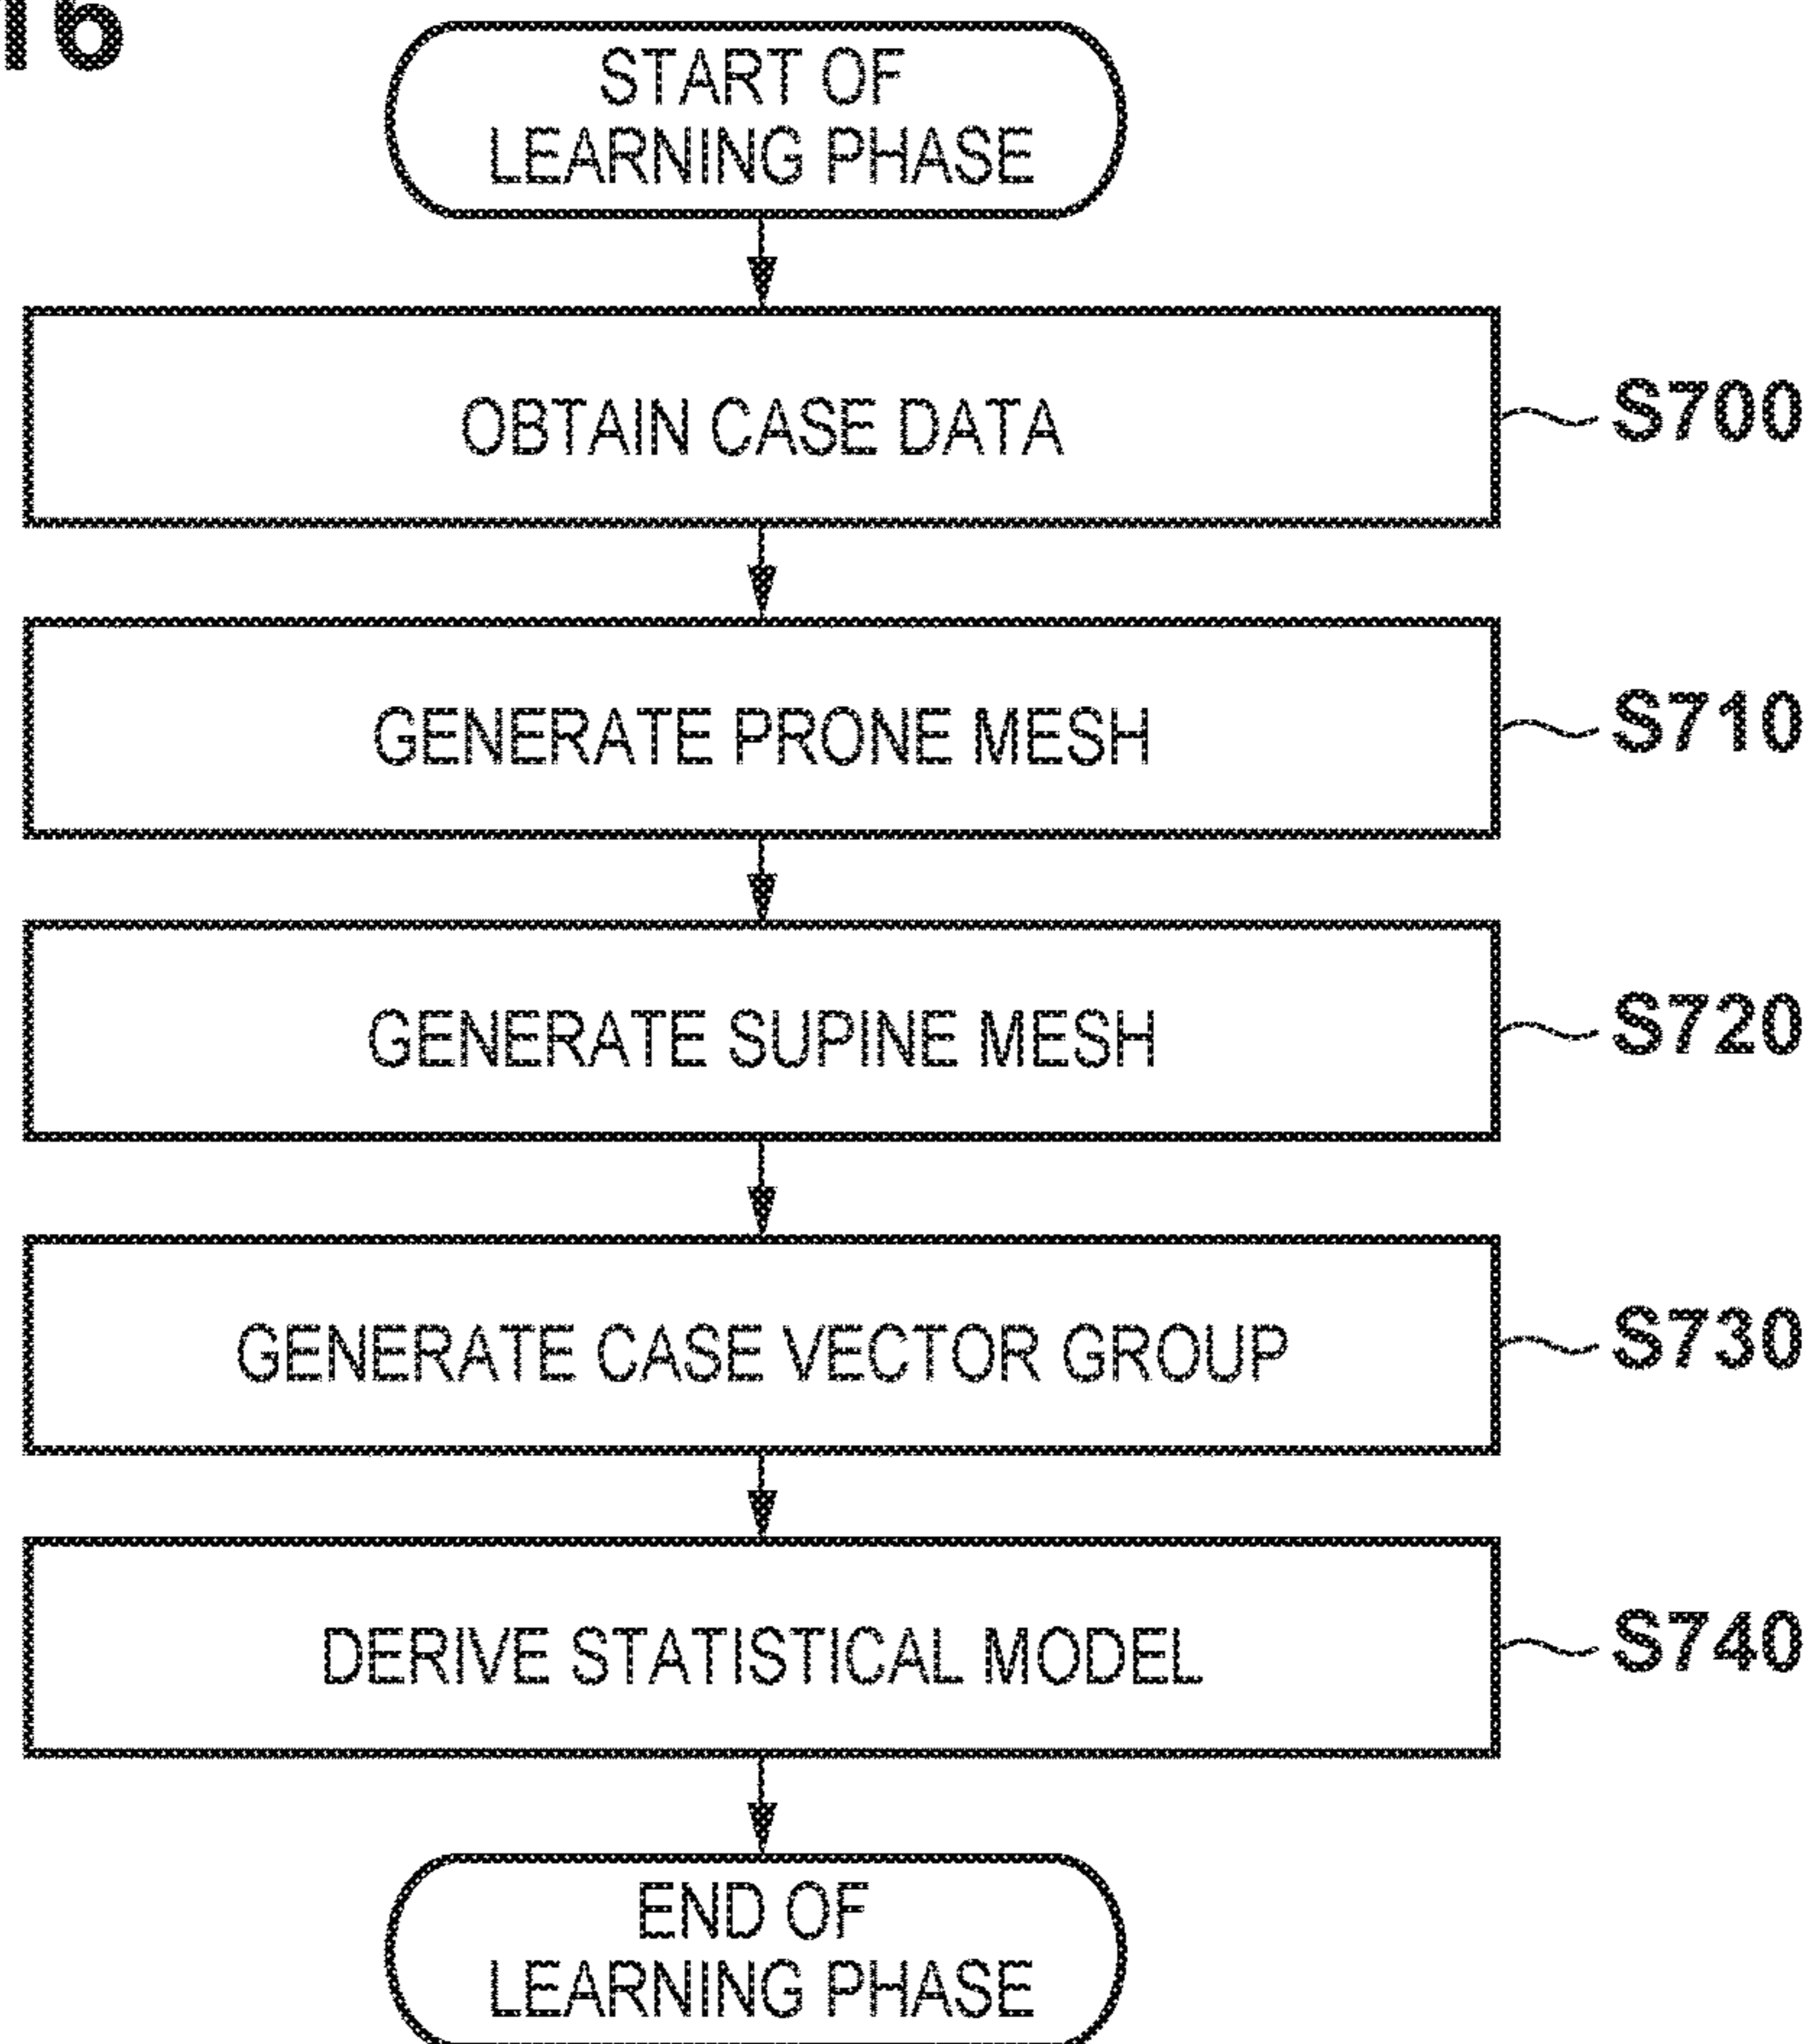 16
START OF
LEARNING PHASE
OBTAIN CASE DATA
S700
GENERATE PRONE MESH
S710
GENERATE SUPINE MESH
S720
GENERATE CASE VECTOR GROUP
S730
DERIVE STATISTICAL MODEL
S740
END OF
LEARNING PHASE